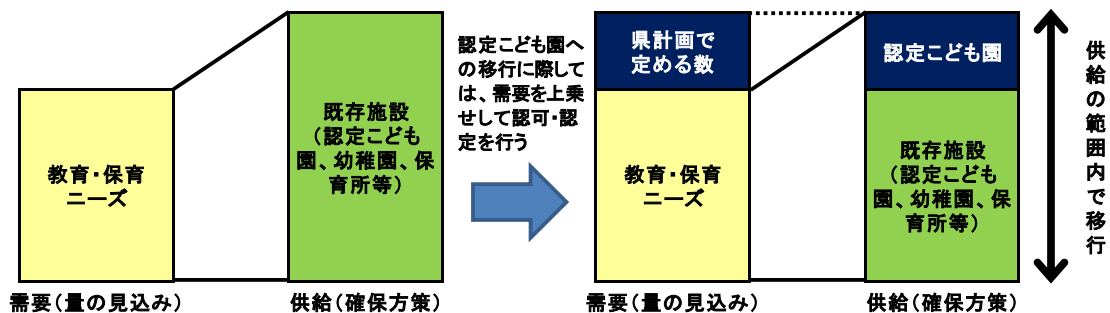 教育・保育
ニーズ
既存施設
（認定こども
園、幼稚園、保
育所等）
需要（量の見込み）
供給（確保方策）
認定こども園へ
の移行に際して
は、需要を上乗
せして認可・認
定を行う
県計画で
定める数
教育・保育
ニーズ
認定こども園
既存施設
（認定こども
園、幼稚園、保
育所等）
需要（量の見込み）
供給（確保方策）
供給の範囲内で移行